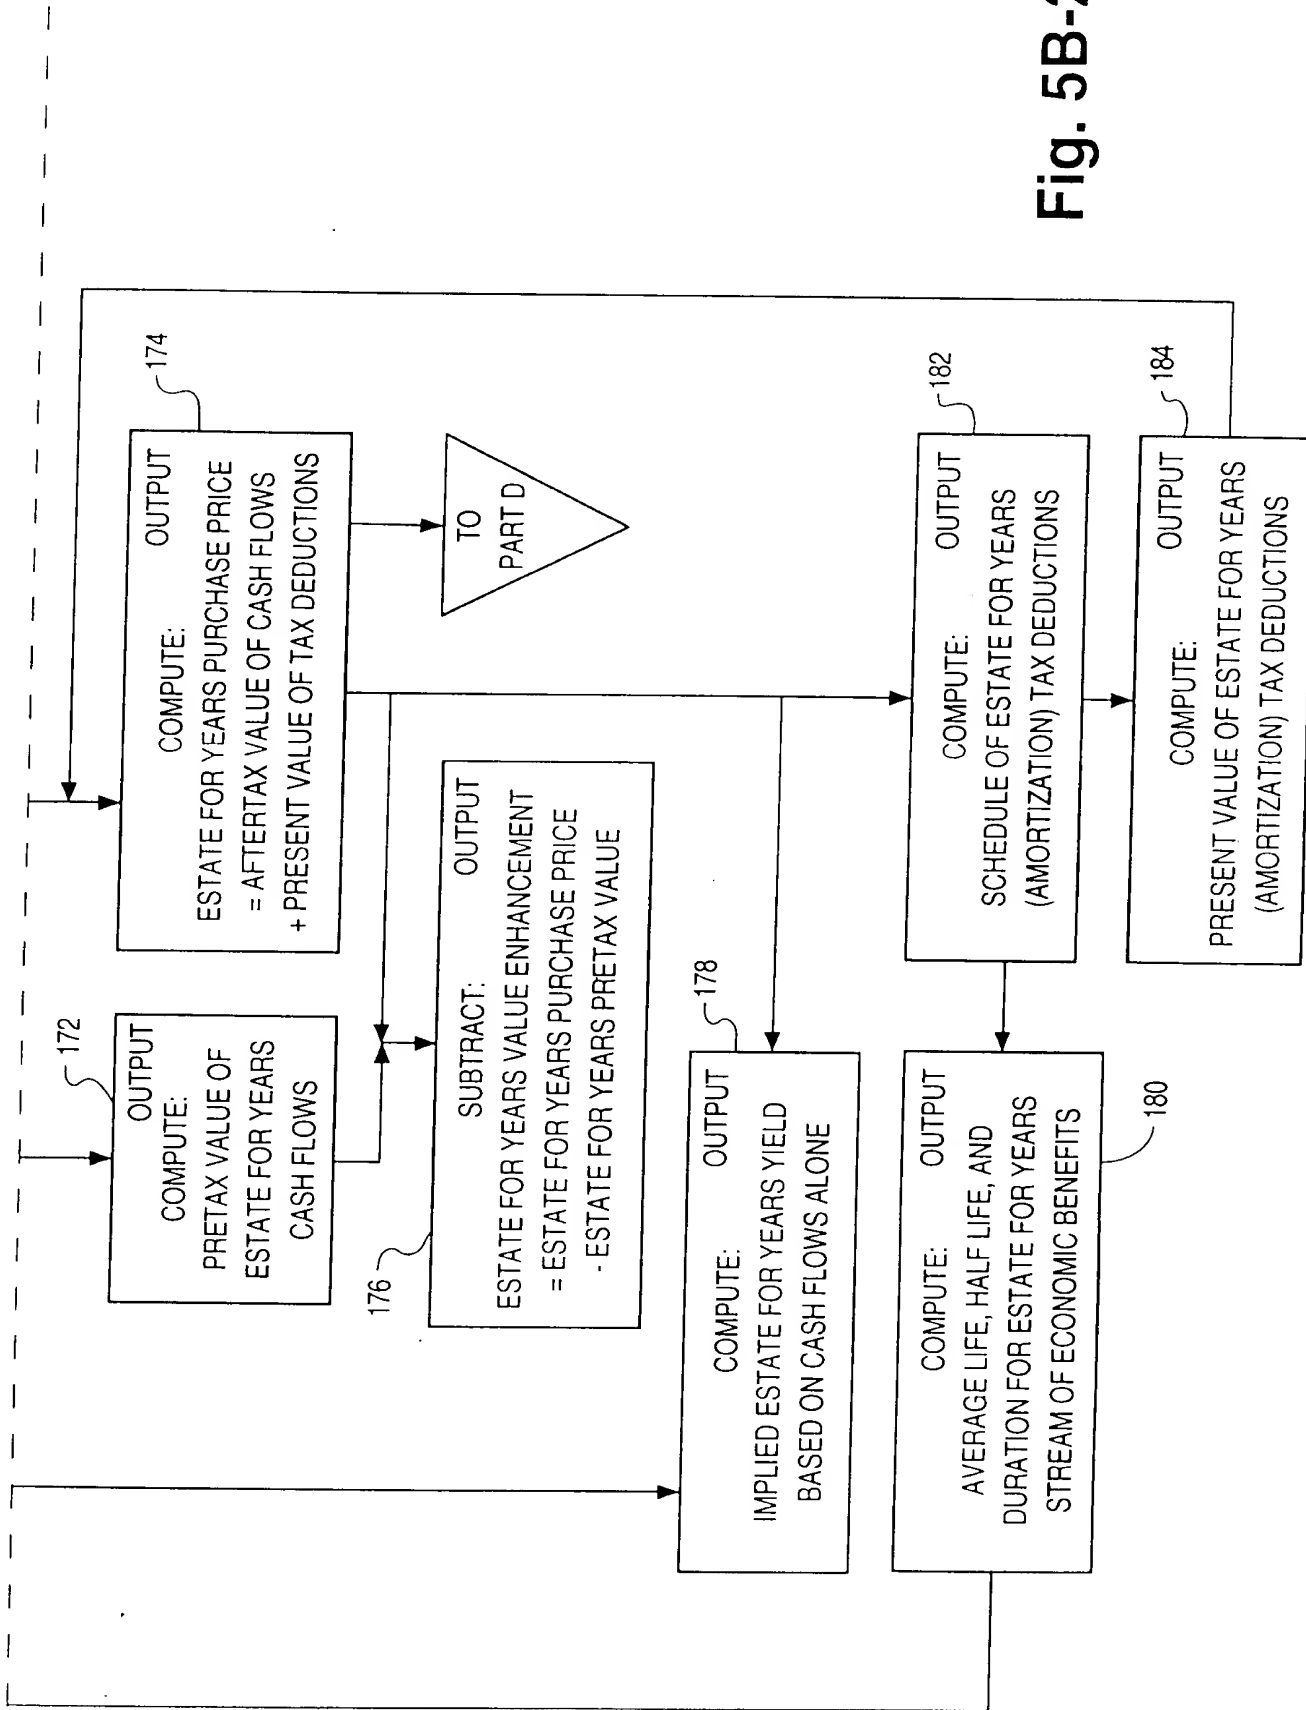 172
OUTPUT
COMPUTE:
PRETAX VALUE OF
ESTATE FOR YEARS
CASH FLOWS
174
COMPUTE: OUTPUT
ESTATE FOR YEARS PURCHASE PRICE
= AFTERTAX VALUE OF CASH FLOWS
+ PRESENT VALUE OF TAX DEDUCTIONS
176
SUBTRACT: OUTPUT
ESTATE FOR YEARS VALUE ENHANCEMENT
= ESTATE FOR YEARS PURCHASE PRICE
- ESTATE FOR YEARS PRETAX VALUE
TO
PART D
178
COMPUTE: OUTPUT
IMPLIED ESTATE FOR YEARS YIELD
BASED ON CASH FLOWS ALONE
180
COMPUTE: OUTPUT
AVERAGE LIFE, HALF LIFE, AND
DURATION FOR ESTATE FOR YEARS
STREAM OF ECONOMIC BENEFITS
182
COMPUTE: OUTPUT
SCHEDULE OF ESTATE FOR YEARS
(AMORTIZATION) TAX DEDUCTIONS
184
COMPUTE: OUTPUT
PRESENT VALUE OF ESTATE FOR YEARS
(AMORTIZATION) TAX DEDUCTIONS
Fig. 5B-2